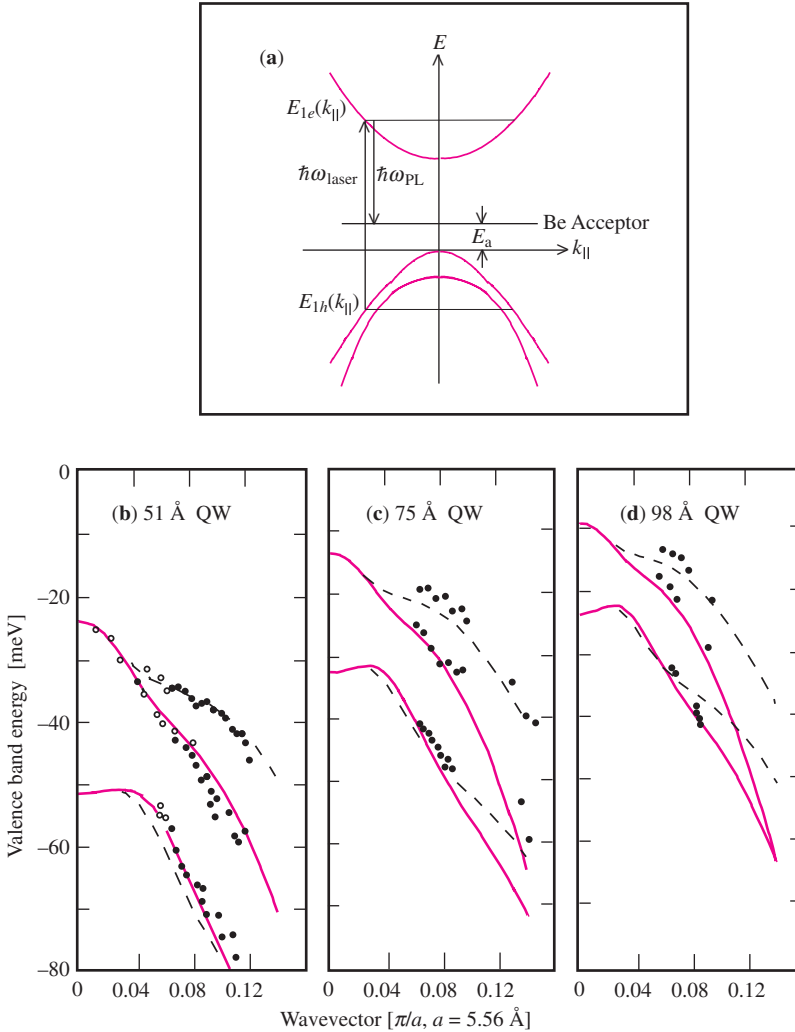 (a)
E
E1e(k||)
ħωlaser
ħωPL
Be Acceptor
Ea
k||
E1h(k||)
0
−20
−40
−60
−80
Valence band energy [meV]
(b) 51 Å QW
(c) 75 Å QW
(d) 98 Å QW
0 0.04 0.08 0.12
0 0.04 0.08 0.12
0 0.04 0.08 0.12
Wavevector [π/a, a = 5.56 Å]